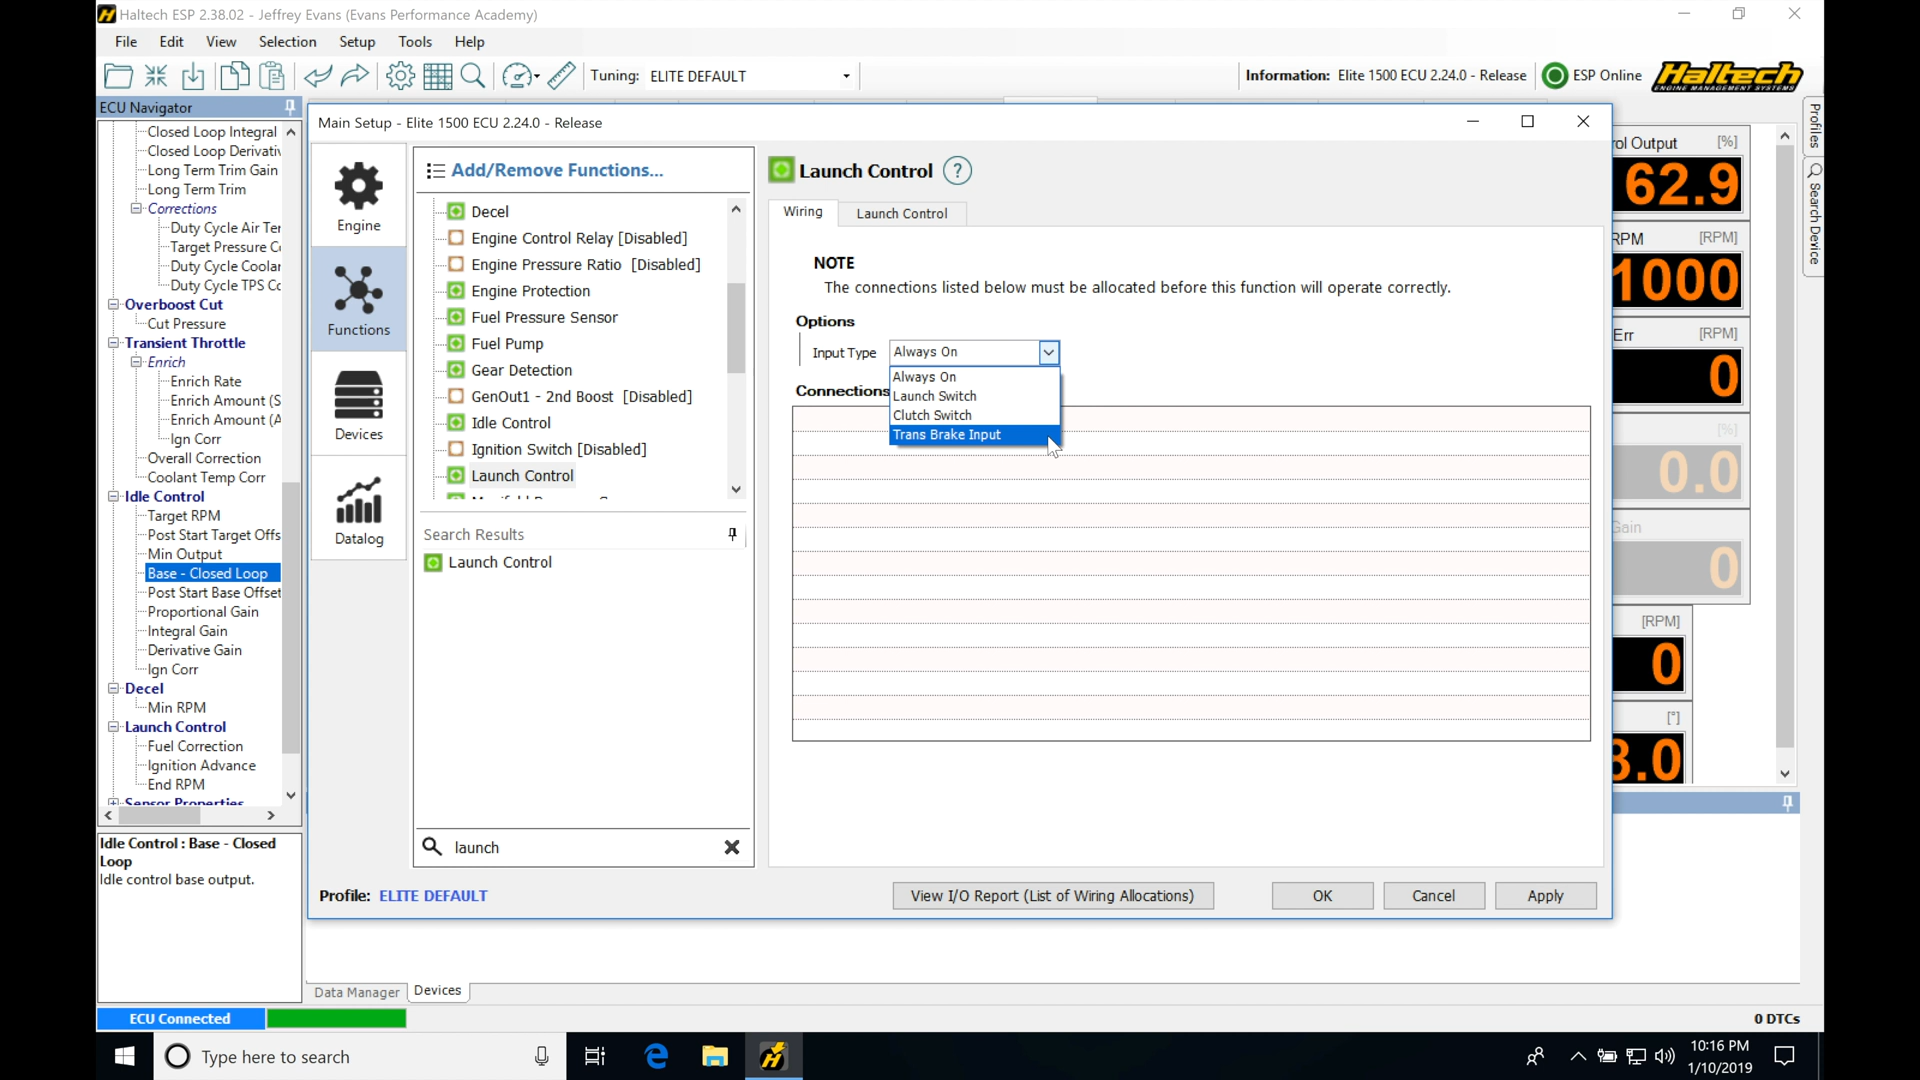 Haltech ESP 2.38.02 - Jeffrey Evans (Evans Performance Academy)
File Edit View Selection Setup Tools Help
Tuning: ELITE DEFAULT
Information: Elite 1500 ECU 2.24.0 - Release
ESP Online
Haltech
ENGINE MANAGEMENT SYSTEMS
ECU Navigator
Closed Loop Integral
Closed Loop Derivativ
Long Term Trim Gain
Long Term Trim
Corrections
Duty Cycle Air Ter
Target Pressure C
Duty Cycle Coolar
Duty Cycle TPS Cc
Overboost Cut
Cut Pressure
Transient Throttle
Enrich
Enrich Rate
Enrich Amount (S
Enrich Amount (A
Ign Corr
Overall Correction
Coolant Temp Corr
Idle Control
Target RPM
Post Start Target Offs
Min Output
Base - Closed Loop
Post Start Base Offset
Proportional Gain
Integral Gain
Derivative Gain
Ign Corr
Decel
Min RPM
Launch Control
Fuel Correction
Ignition Advance
End RPM
Sensor Properties
Idle Control : Base - Closed
Loop
Idle control base output.
Main Setup - Elite 1500 ECU 2.24.0 - Release
Engine
Functions
Devices
Datalog
Add/Remove Functions...
Decel
Engine Control Relay [Disabled]
Engine Pressure Ratio [Disabled]
Engine Protection
Fuel Pressure Sensor
Fuel Pump
Gear Detection
GenOut1 - 2nd Boost [Disabled]
Idle Control
Ignition Switch [Disabled]
Launch Control
Search Results
Launch Control
launch
Launch Control ?
Wiring
Launch Control
NOTE
The connections listed below must be allocated before this function will operate correctly.
Options
Input Type Always On
Always On
Launch Switch
Clutch Switch
Trans Brake Input
Connections
Profile: ELITE DEFAULT
View I/O Report (List of Wiring Allocations)
OK
Cancel
Apply
rol Output [%]
62.9
RPM [RPM]
1000
Err [RPM]
0
[%]
0.0
Gain
0
[RPM]
0
[°]
3.0
Profiles
Search Device
Data Manager
Devices
ECU Connected
0 DTCs
Type here to search
10:16 PM
1/10/2019